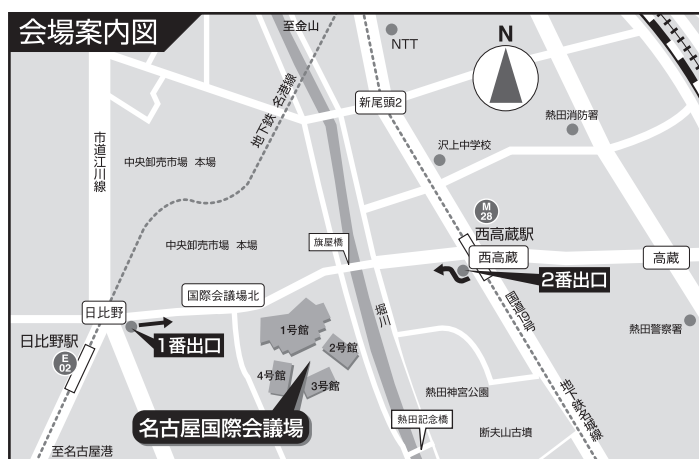 会場案内図
至金山
NTT
N
新尾頭2
地下鉄 名港線
熱田消防署
市道江川線
沢上中学校
中央卸売市場 本場
M
28
西高蔵駅
中央卸売市場 本場
旗屋橋
西高蔵
高蔵
2番出口
国際会議場北
日比野
国道19号
堀川
1号館
日比野駅
1番出口
熱田警察署
2号館
E
02
4号館
3号館
熱田神宮公園
地下鉄名城線
名古屋国際会議場
熱田記念橋
断夫山古墳
至名古屋港